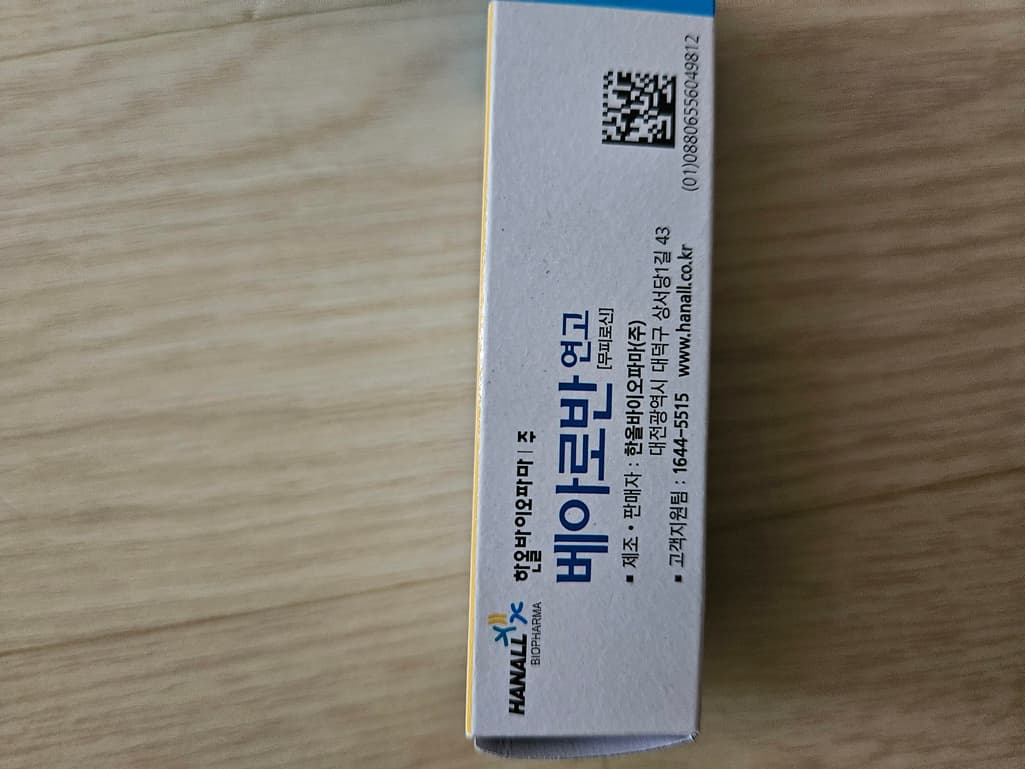 HANALL
BIOPHARMA
한올바이오파마 | 주
베아로반 연고
[무피로신]
▪ 제조 • 판매자 : 한올바이오파마(주)
대전광역시 대덕구 상서당1길 43
▪ 고객지원팀 : 1644-5515 www.hanall.co.kr
(01)08806556049812